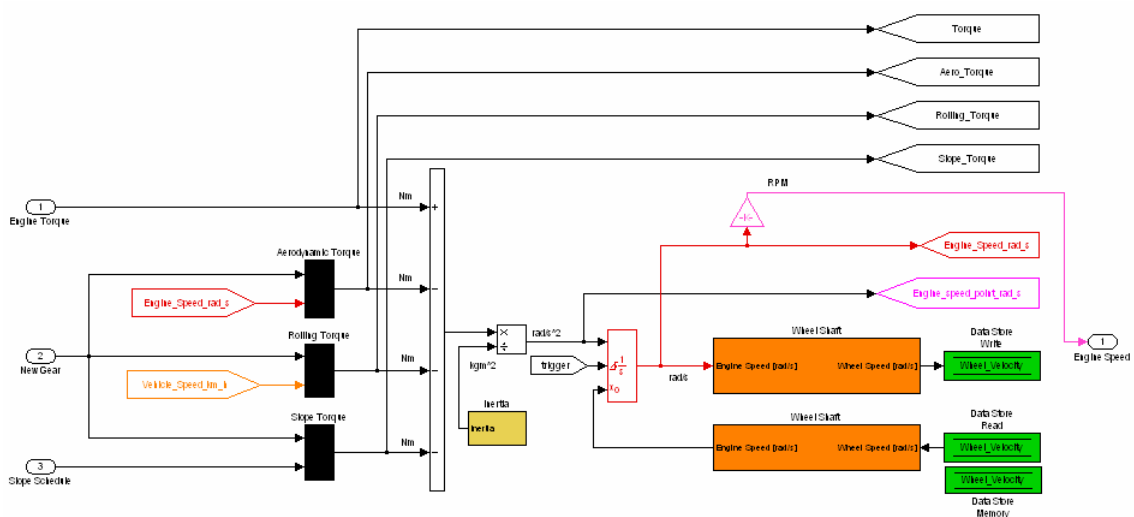 Torque
Aero_Torque
Rolling_Torque
Slope_Torque
RPM
Nm
1
+
Engine Torque
-K-
Aerodynamic Torque
Engine_Speed_rad_s
Engine_Speed_rad_s
Nm
−
Engine_speed_point_rad_s
Rolling Torque
×
÷
rad/s^2
Wheel Shaft
Data Store
Write
1
Engine Speed
2
New Gear
kgm^2
trigger
1
s
Engine Speed [rad/s]
Wheel Speed [rad/s]
Wheel_Velocity
Vehicle_Speed_km_h
Nm
−
rad/s
xo
Inertia
Inertia
Wheel Shaft
Data Store
Read
Slope Torque
Nm
−
Engine Speed [rad/s]
Wheel Speed [rad/s]
Wheel_Velocity
3
Slope Schedule
Wheel_Velocity
Data Store
Memory